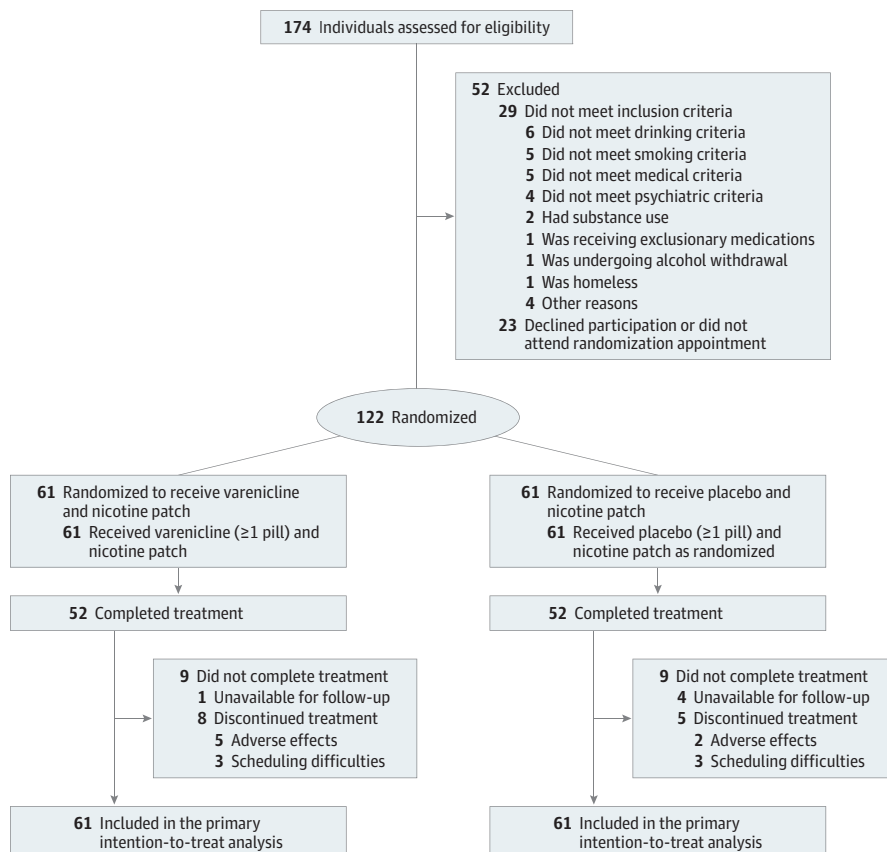 174 Individuals assessed for eligibility
52 Excluded
29 Did not meet inclusion criteria
6 Did not meet drinking criteria
5 Did not meet smoking criteria
5 Did not meet medical criteria
4 Did not meet psychiatric criteria
2 Had substance use
1 Was receiving exclusionary medications
1 Was undergoing alcohol withdrawal
1 Was homeless
4 Other reasons
23 Declined participation or did not
attend randomization appointment
122 Randomized
61 Randomized to receive varenicline
and nicotine patch
61 Received varenicline (≥1 pill) and
nicotine patch
61 Randomized to receive placebo and
nicotine patch
61 Received placebo (≥1 pill) and
nicotine patch as randomized
52 Completed treatment
52 Completed treatment
9 Did not complete treatment
1 Unavailable for follow-up
8 Discontinued treatment
5 Adverse effects
3 Scheduling difficulties
9 Did not complete treatment
4 Unavailable for follow-up
5 Discontinued treatment
2 Adverse effects
3 Scheduling difficulties
61 Included in the primary
intention-to-treat analysis
61 Included in the primary
intention-to-treat analysis